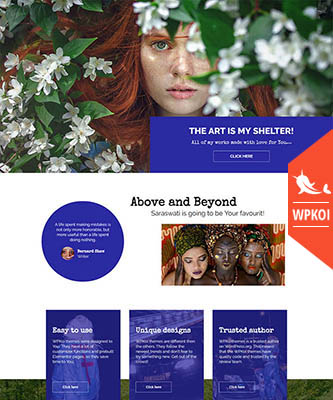 THE ART IS MY SHELTER!
All of my works made with love for You...
CLICK HERE
WPKOI
Above and Beyond
Saraswati is going to be Your favourit!
A life spent making mistakes is
not only more honorable, but
more useful than a life spent
doing nothing.
Bernard Shaw
Writer
Easy to use
WPKoi themes were designed to
You! They have a lot of
customizer functions and prebuilt
Elementor pages, so they save
time to You.
Click here
Unique designs
WPKoi themes are different then
the others. They follow the
newest trends and don't fear to
try something new. Get out of the
crowd!
Click here
Trusted author
WPKoi themes is a trusted author
on WordPress.org. That meant
that the WPKoi themes have
quality code and trusted by the
review team.
Click here